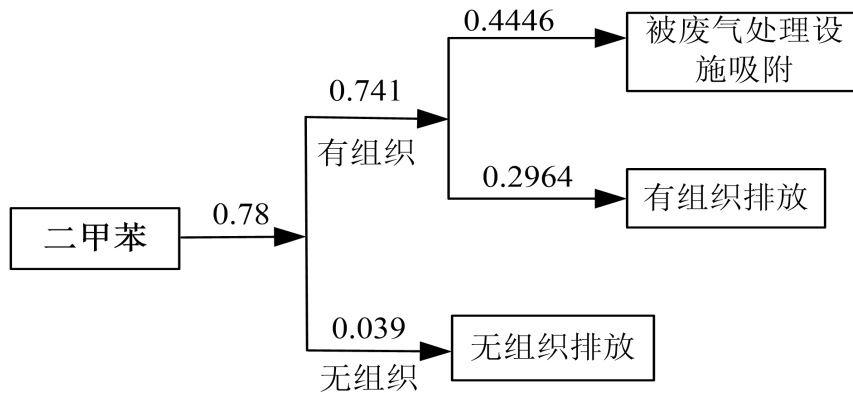 0.4446
被废气处理设
施吸附
0.741
有组织
0.2964
有组织排放
二甲苯
0.78
0.039
无组织
无组织排放